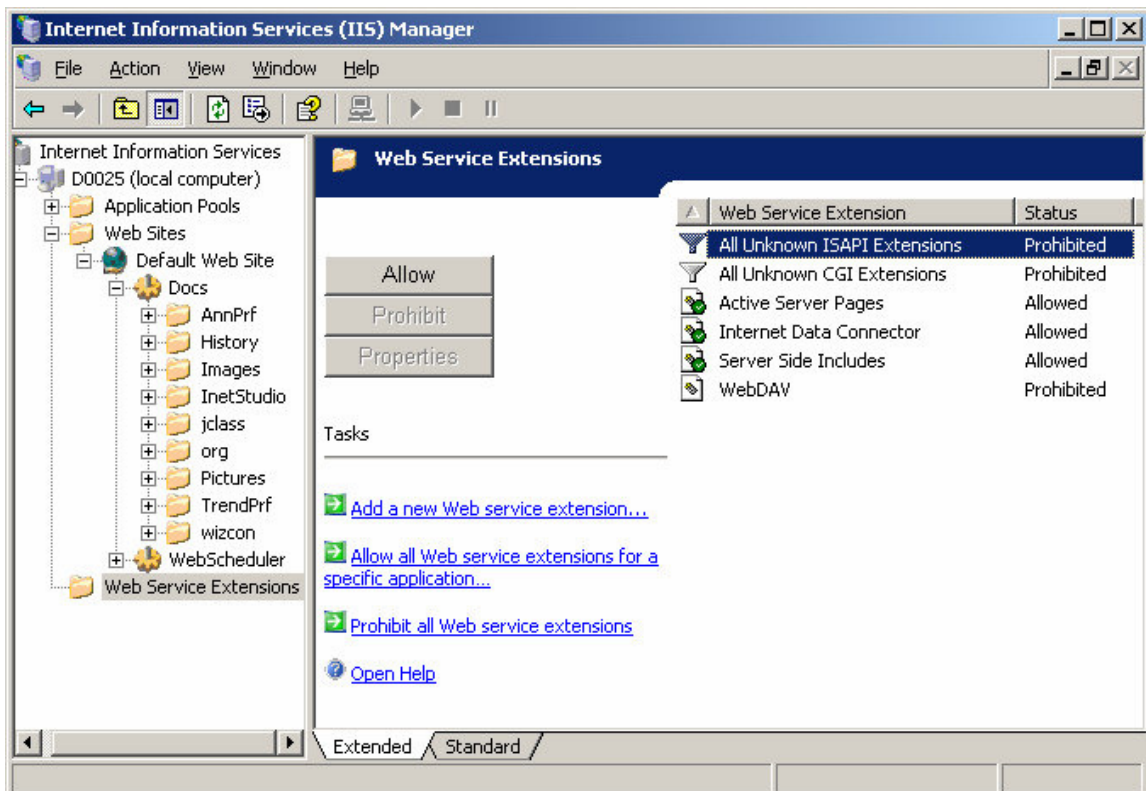 Internet Information Services (IIS) Manager
File Action View Window Help
Internet Information Services
D0025 (local computer)
Application Pools
Web Sites
Default Web Site
Docs
AnnPrf
History
Images
InetStudio
jclass
org
Pictures
TrendPrf
wizcon
WebScheduler
Web Service Extensions
Web Service Extensions
Allow
Prohibit
Properties
Tasks
Add a new Web service extension...
Allow all Web service extensions for a
specific application...
Prohibit all Web service extensions
Open Help
Web Service Extension Status
All Unknown ISAPI Extensions Prohibited
All Unknown CGI Extensions Prohibited
Active Server Pages Allowed
Internet Data Connector Allowed
Server Side Includes Allowed
WebDAV Prohibited
Extended Standard